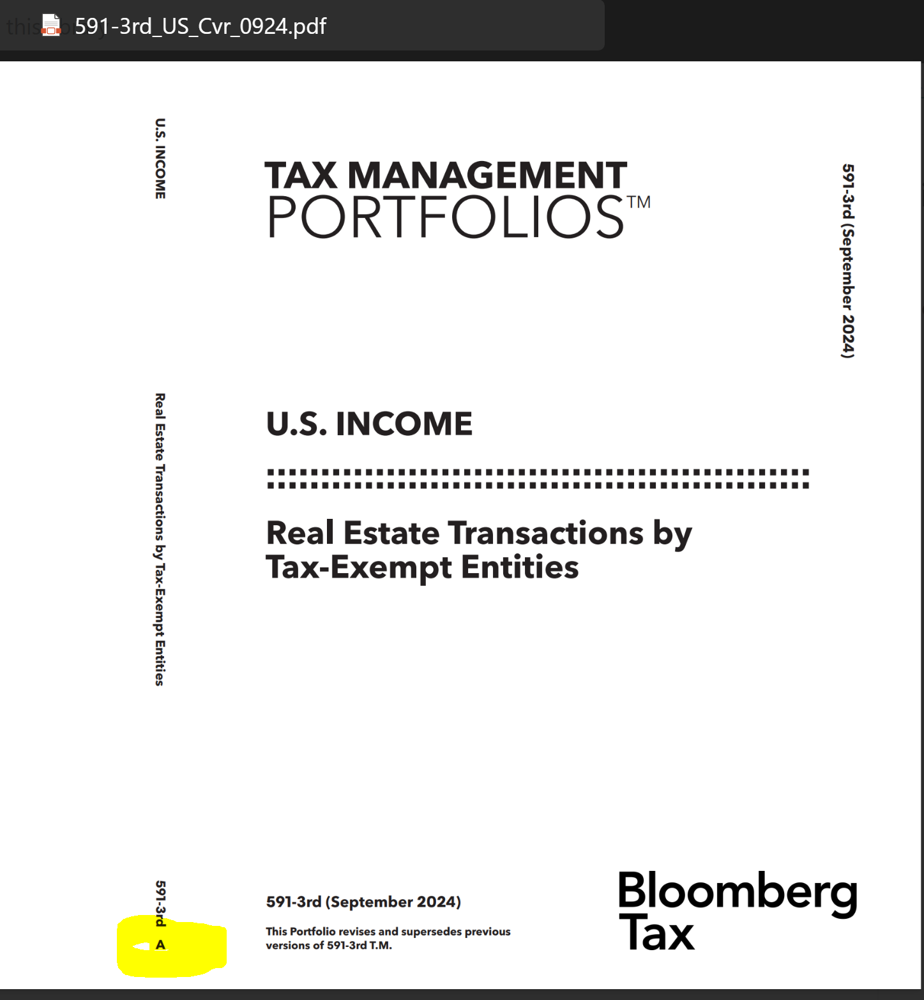 591-3rd_US_Cvr_0924.pdf
U.S. INCOME
TAX MANAGEMENT
PORTFOLIOS™
591-3rd (September 2024)
Real Estate Transactions by Tax-Exempt Entities
U.S. INCOME
Real Estate Transactions by
Tax-Exempt Entities
591-3rd
A
591-3rd (September 2024)
This Portfolio revises and supersedes previous
versions of 591-3rd T.M.
Bloomberg
Tax